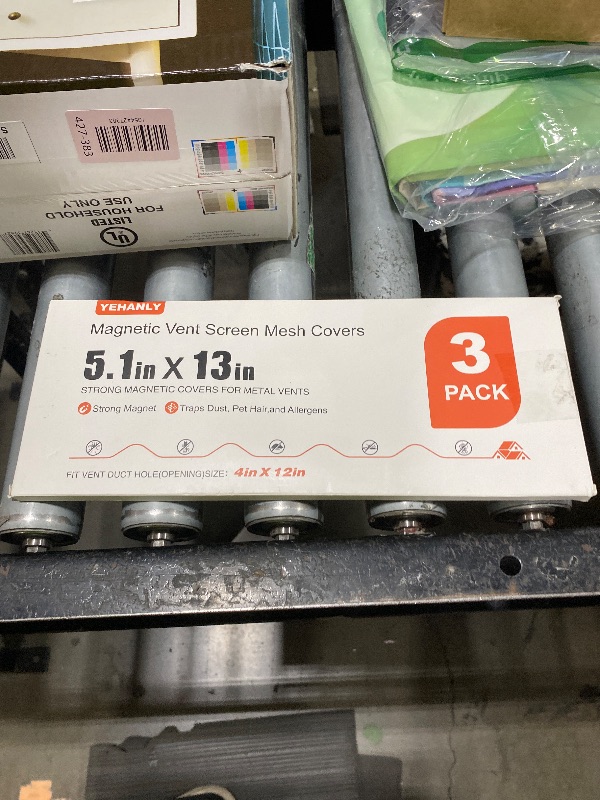 427-383
LISTED
FOR HOUSEHOLD
USE ONLY
UL
YEHANLY
Magnetic Vent Screen Mesh Covers
5.1in X 13in
STRONG MAGNETIC COVERS FOR METAL VENTS
Strong Magnet Traps Dust, Pet Hair,and Allergens
3
PACK
FIT VENT DUCT HOLE(OPENING)SIZE: 4in X 12in